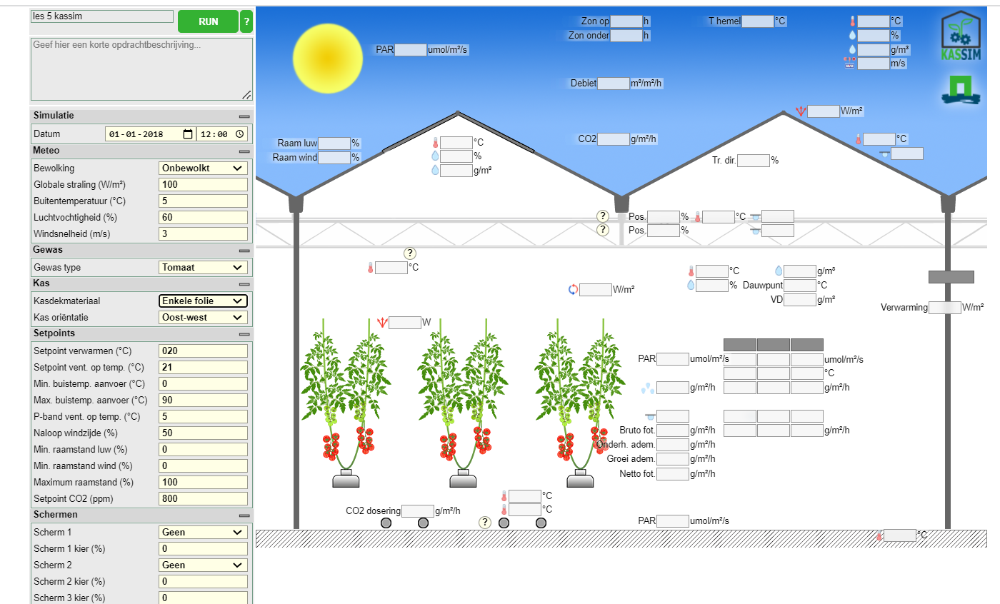 les 5 kassim
RUN
?
Geef hier een korte opdrachtbeschrijving...
Simulatie
Datum 01-01-2018 12:00
Meteo
Bewolking Onbewolkt
Globale straling (W/m²) 100
Buitentemperatuur (°C) 5
Luchtvochtigheid (%) 60
Windsnelheid (m/s) 3
Gewas
Gewas type Tomaat
Kas
Kasdekmateriaal Enkele folie
Kas oriëntatie Oost-west
Setpoints
Setpoint verwarmen (°C) 020
Setpoint vent. op temp. (°C) 21
Min. buistemp. aanvoer (°C) 0
Max. buistemp. aanvoer (°C) 90
P-band vent. op temp. (°C) 5
Naloop windzijde (%) 50
Min. raamstand luw (%) 0
Min. raamstand wind (%) 0
Maximum raamstand (%) 100
Setpoint CO2 (ppm) 800
Schermen
Scherm 1 Geen
Scherm 1 kier (%) 0
Scherm 2 Geen
Scherm 2 kier (%) 0
Scherm 3 kier (%) 0
Zon op h
T hemel °C
°C
Zon onder h
%
PAR umol/m²/s
g/m³
m/s
KASSIM
Debiet m³/m²/h
W/m²
Raam luw %
°C
CO2 g/m²/h
°C
Raam wind %
%
Tr. dir. %
g/m³
? Pos. % °C
? Pos. %
?
°C
°C g/m³
W/m²
% Dauwpunt °C
VD g/m³
Verwarming W/m²
W
PAR umol/m²/s umol/m²/s
°C
g/m²/h g/m²/h
Bruto fot. g/m²/h g/m²/h
Onderh. adem. g/m²/h
Groei adem. g/m²/h
Netto fot. g/m²/h
°C
CO2 dosering g/m²/h
°C
?
PAR umol/m²/s
°C